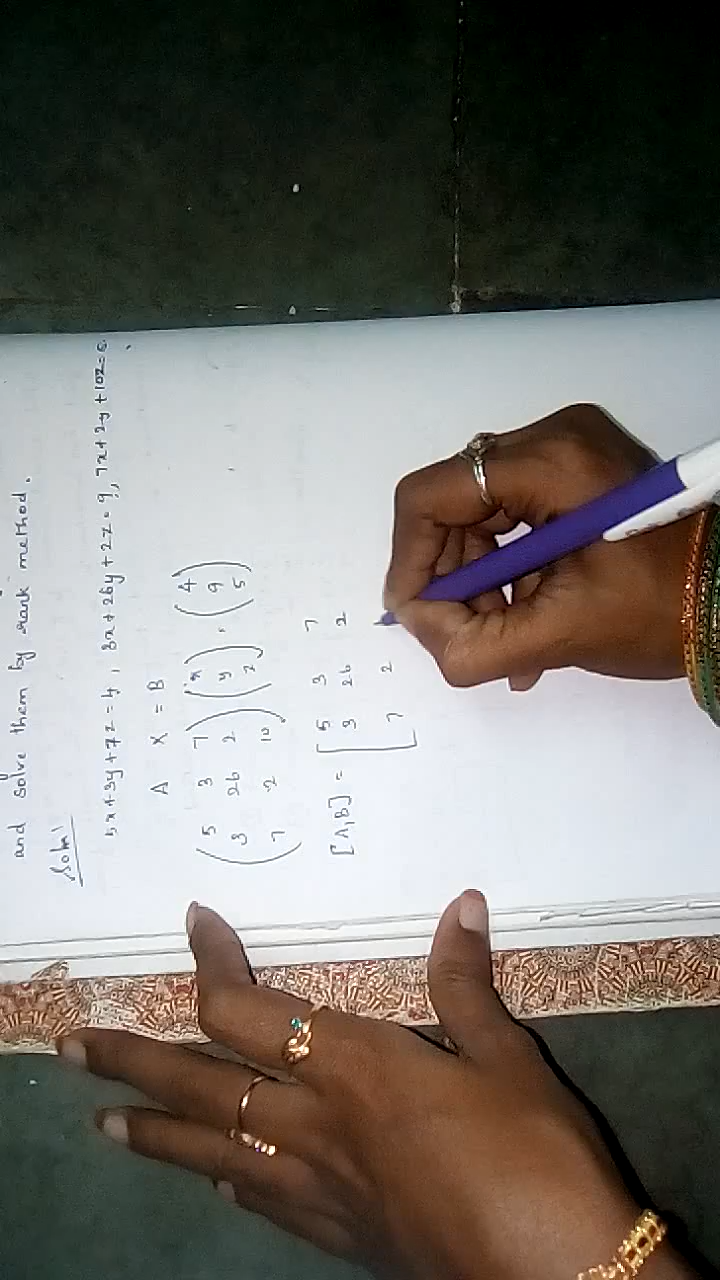 and solve them by rank method.
Soln:
5x+3y+7z=4, 3x+26y+2z=9, 7x+2y+10z=5.
A X = B
( 5 3 7 ) ( x ) = ( 4 )
3 26 2 y 9
7 2 10 z 5
[A,B] = [ 5 3 7
3 26 2
7 2